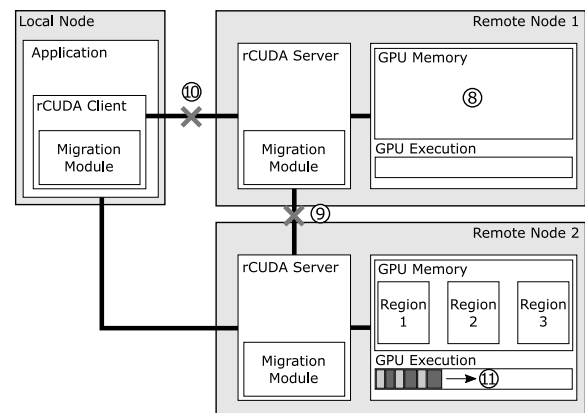 Local Node
Application
rCUDA Client
Migration
Module
⑩
Remote Node 1
rCUDA Server
Migration
Module
GPU Memory
⑧
GPU Execution
⑨
Remote Node 2
rCUDA Server
Migration
Module
GPU Memory
Region
1
Region
2
Region
3
GPU Execution
⑪